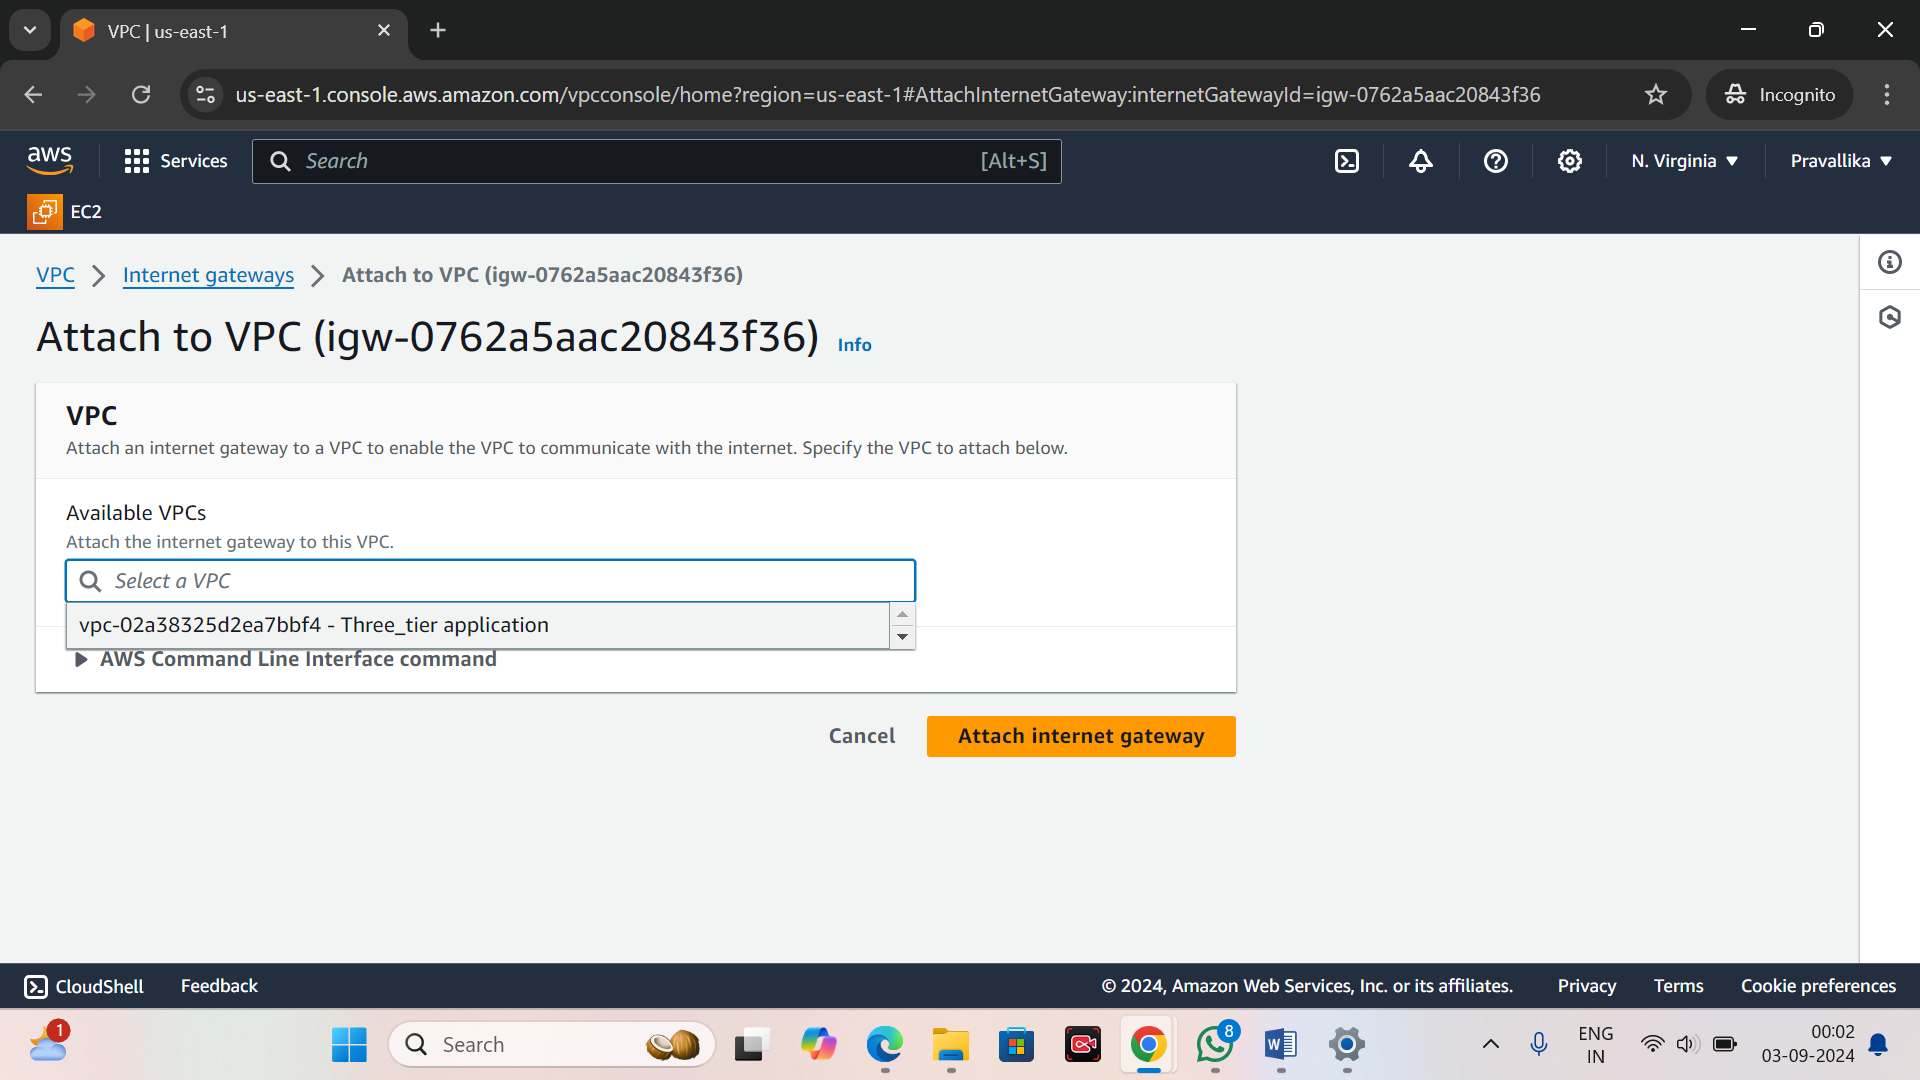 VPC | us-east-1
us-east-1.console.aws.amazon.com/vpcconsole/home?region=us-east-1#AttachInternetGateway:internetGatewayId=igw-0762a5aac20843f36
Incognito
aws
Services
Search
[Alt+S]
N. Virginia
Pravallika
EC2
VPC
Internet gateways
Attach to VPC (igw-0762a5aac20843f36)
Attach to VPC (igw-0762a5aac20843f36)
Info
VPC
Attach an internet gateway to a VPC to enable the VPC to communicate with the internet. Specify the VPC to attach below.
Available VPCs
Attach the internet gateway to this VPC.
Select a VPC
vpc-02a38325d2ea7bbf4 - Three_tier application
AWS Command Line Interface command
Cancel
Attach internet gateway
CloudShell
Feedback
© 2024, Amazon Web Services, Inc. or its affiliates.
Privacy
Terms
Cookie preferences
1
Search
8
W
ENG
IN
00:02
03-09-2024